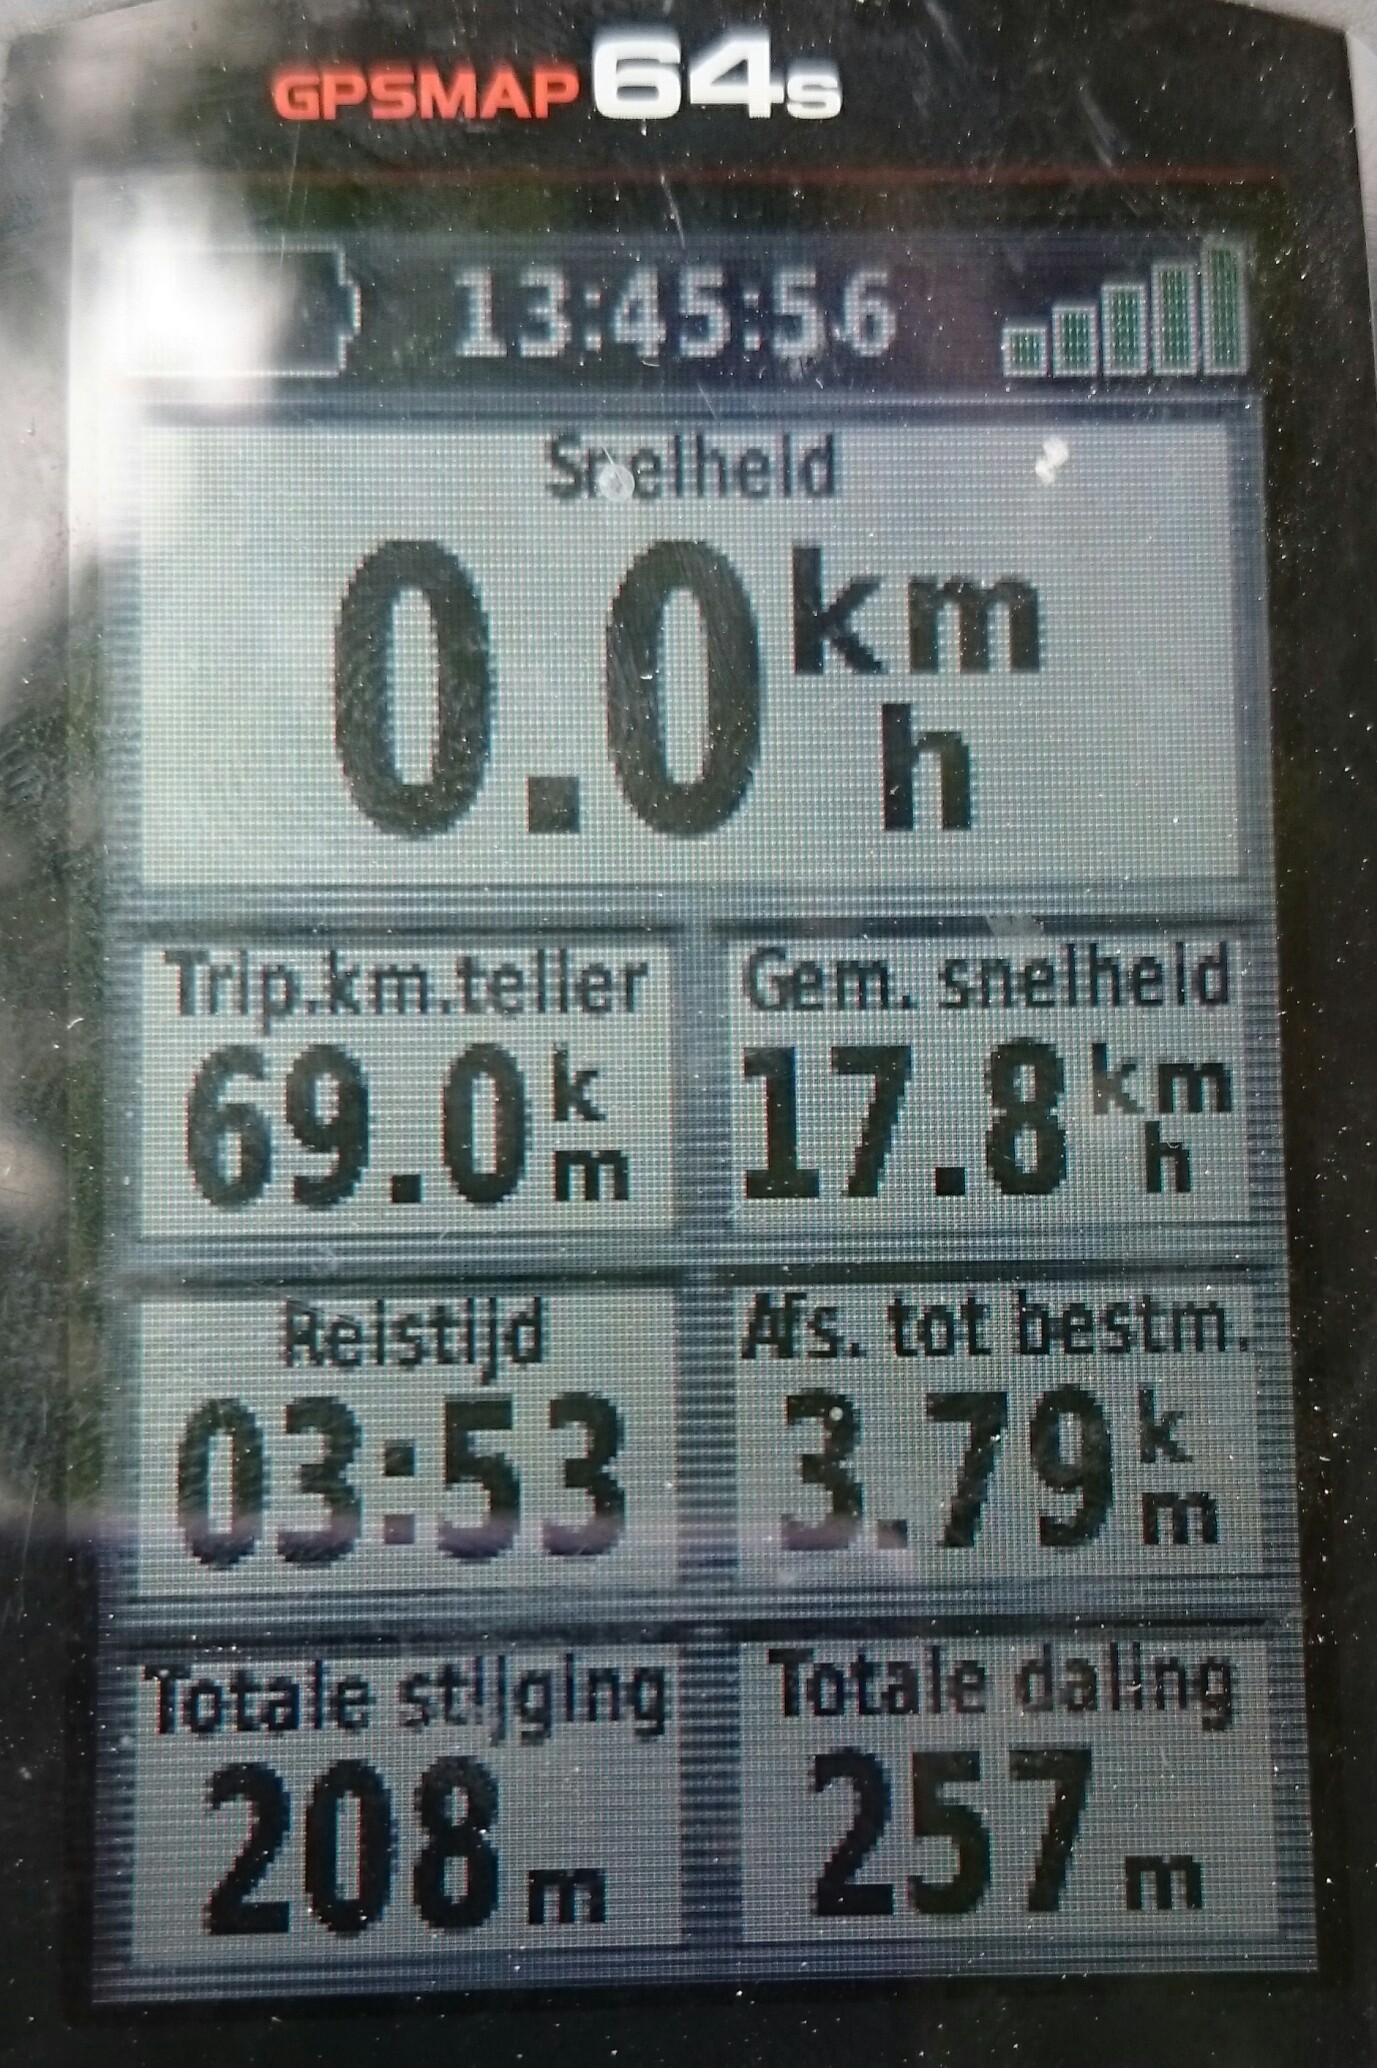 GPSMAP 64s
13:45:56
Snelheid
0.0 km h
Trip.km.teller Gem. snelheid
69.0 km 17.8 km h
Reistijd Afs. tot bestm.
03:53 3.79 km
Totale stijging Totale daling
208 m 257 m